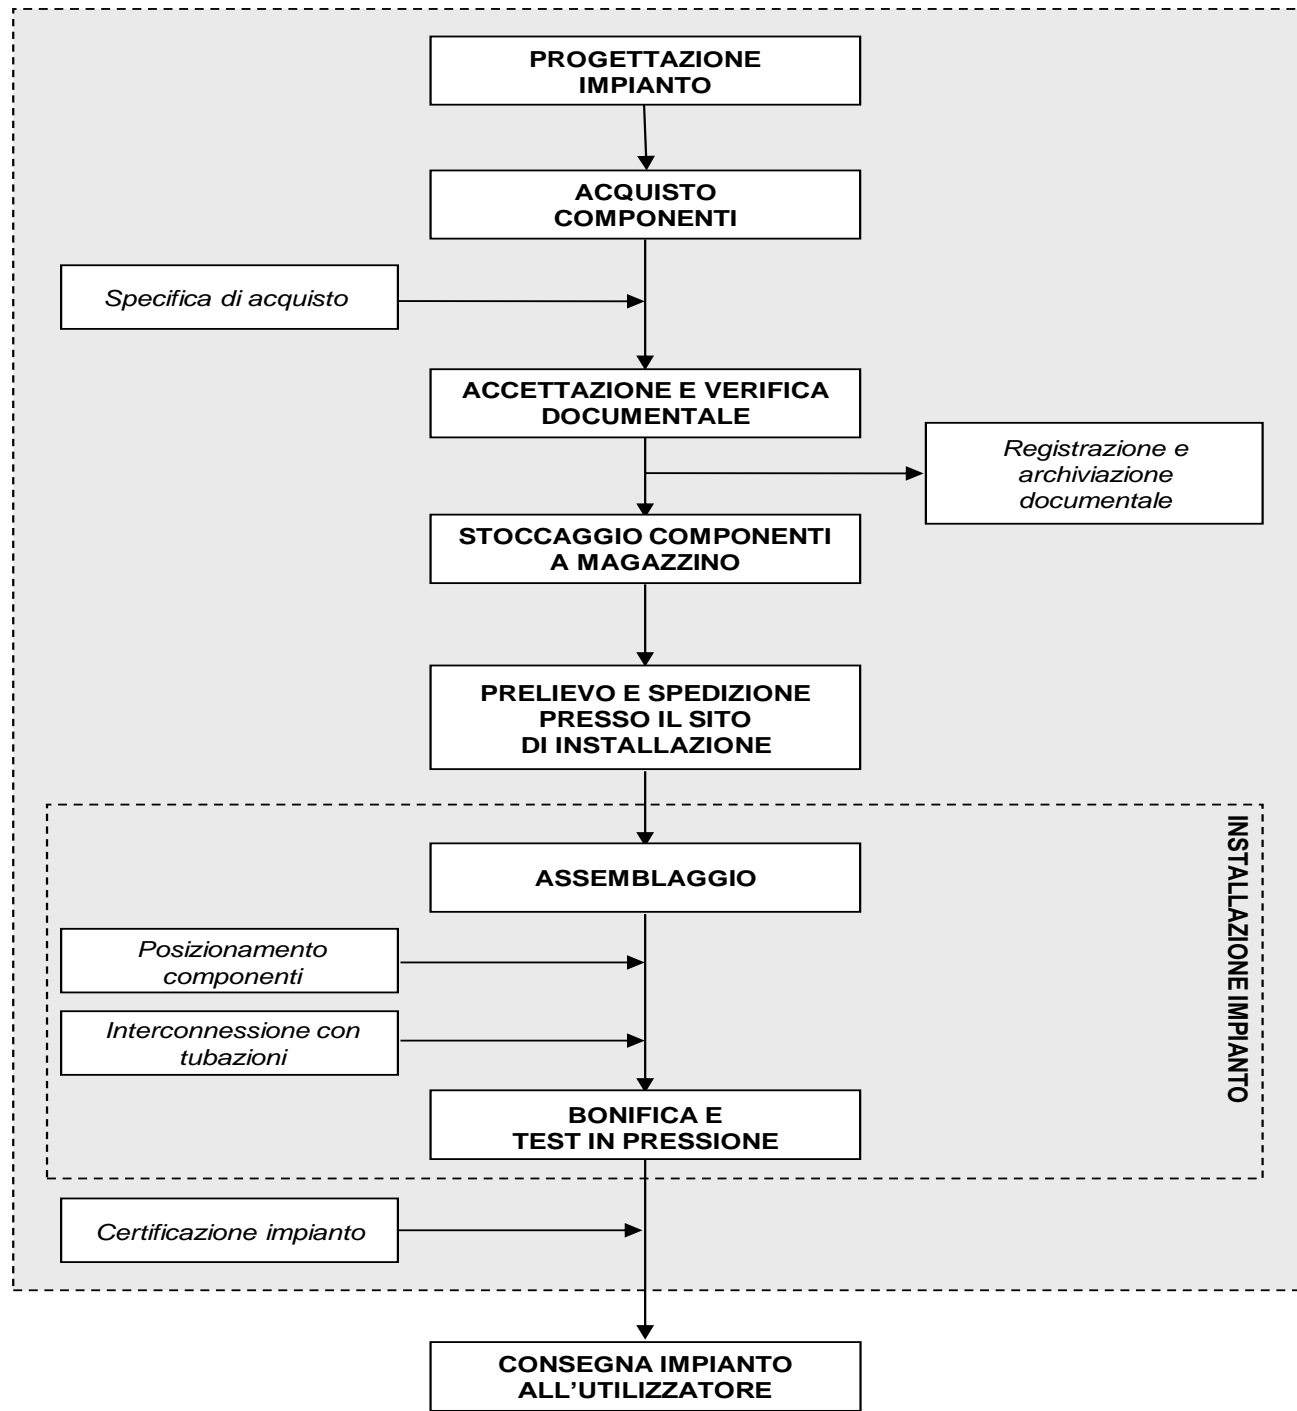 PROGETTAZIONE
IMPIANTO
ACQUISTO
COMPONENTI
Specifica di acquisto
ACCETTAZIONE E VERIFICA
DOCUMENTALE
Registrazione e
archiviazione
documentale
STOCCAGGIO COMPONENTI
A MAGAZZINO
PRELIEVO E SPEDIZIONE
PRESSO IL SITO
DI INSTALLAZIONE
INSTALLAZIONE IMPIANTO
ASSEMBLAGGIO
Posizionamento
componenti
Interconnessione con
tubazioni
BONIFICA E
TEST IN PRESSIONE
Certificazione impianto
CONSEGNA IMPIANTO
ALL'UTILIZZATORE